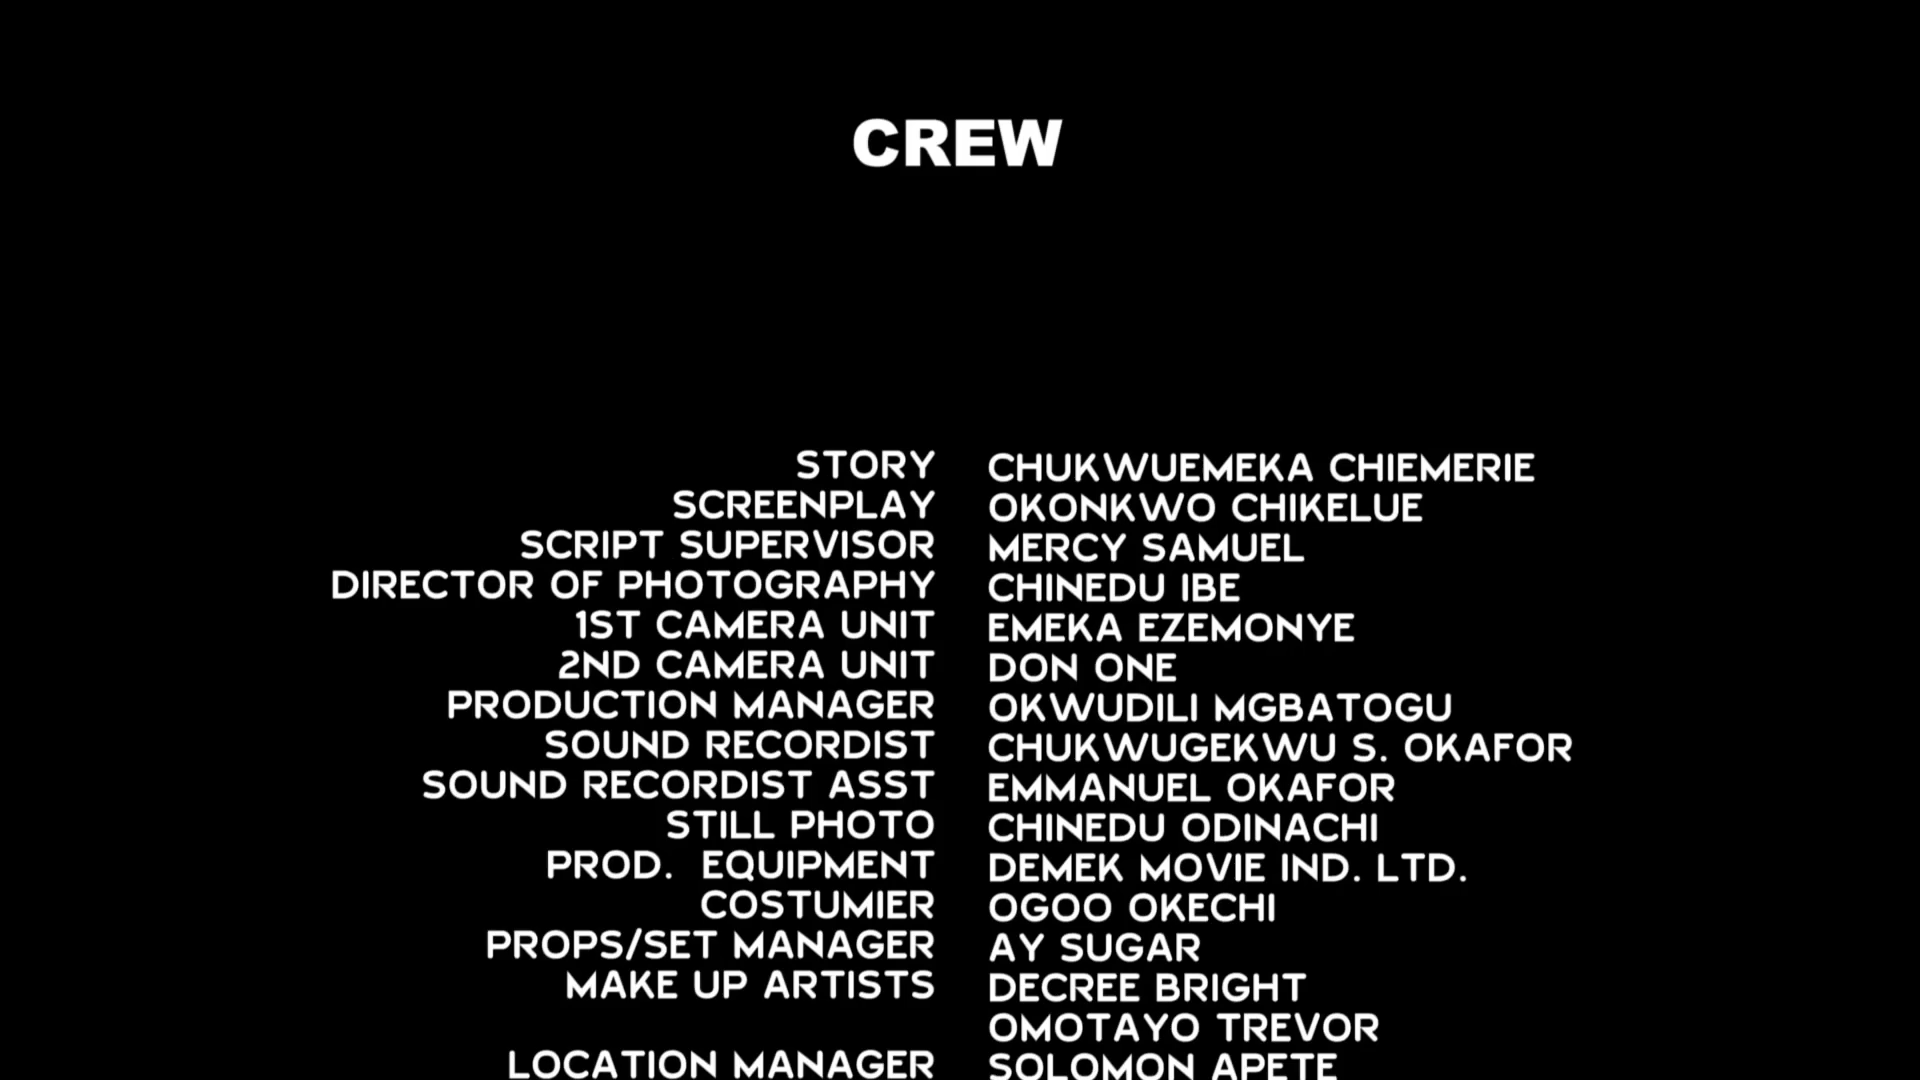 CREW
STORY CHUKWUEMEKA CHIEMERIE
SCREENPLAY OKONKWO CHIKELUE
SCRIPT SUPERVISOR MERCY SAMUEL
DIRECTOR OF PHOTOGRAPHY CHINEDU IBE
1ST CAMERA UNIT EMEKA EZEMONYE
2ND CAMERA UNIT DON ONE
PRODUCTION MANAGER OKWUDILI MGBATOGU
SOUND RECORDIST CHUKWUGEKWU S. OKAFOR
SOUND RECORDIST ASST EMMANUEL OKAFOR
STILL PHOTO CHINEDU ODINACHI
PROD. EQUIPMENT DEMEK MOVIE IND. LTD.
COSTUMIER OGOO OKECHI
PROPS/SET MANAGER AY SUGAR
MAKE UP ARTISTS DECREE BRIGHT
OMOTAYO TREVOR
LOCATION MANAGER SOLOMON APETE